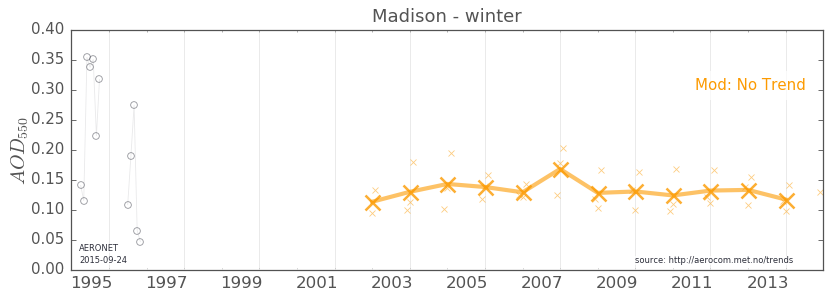 Madison - winter
0.40
0.35
0.30
0.25
0.20
0.15
0.10
0.05
0.00
AOD550
Mod: No Trend
AERONET
2015-09-24
source: http://aerocom.met.no/trends
1995 1997 1999 2001 2003 2005 2007 2009 2011 2013